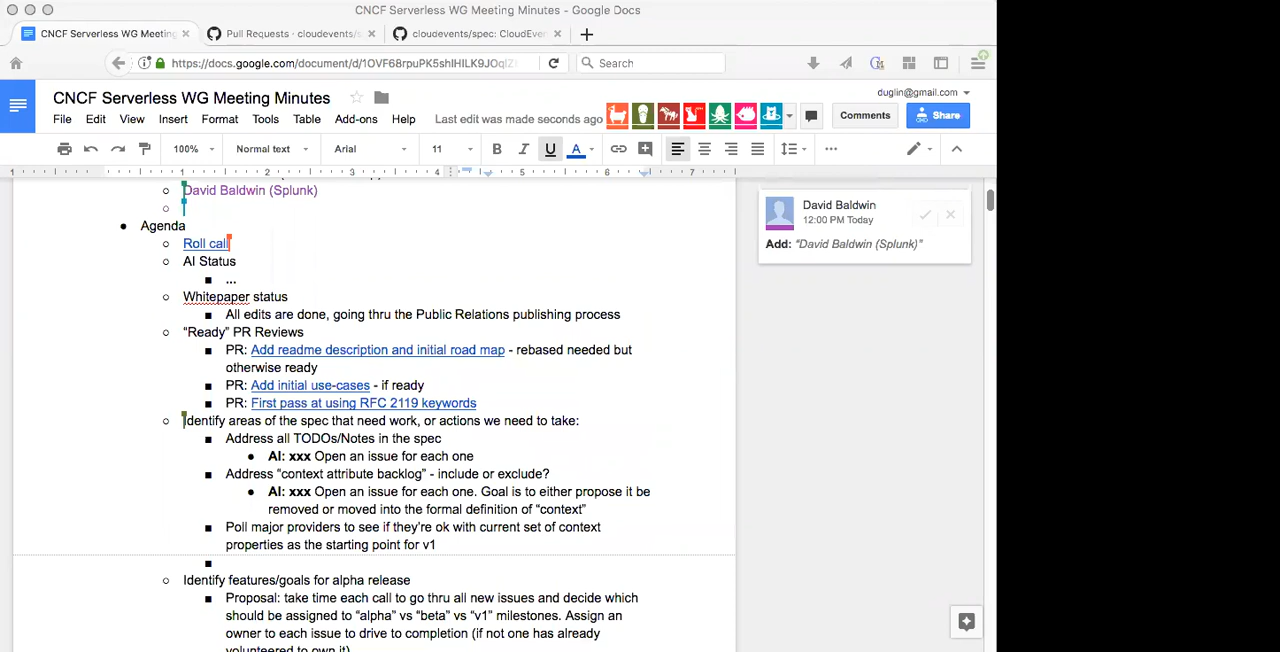 CNCF Serverless WG Meeting Minutes - Google Docs
CNCF Serverless WG Meeting
Pull Requests · cloudevents/s
cloudevents/spec: CloudEven
https://docs.google.com/document/d/1OVF68rpuPK5shlHILK9JOqlZ
Search
CNCF Serverless WG Meeting Minutes
duglin@gmail.com
File Edit View Insert Format Tools Table Add-ons Help Last edit was made seconds ago
Comments
Share
100% Normal text Arial 11 B I U A
4 5 6 7
David Baldwin (Splunk)
Agenda
Roll call
AI Status
...
Whitepaper status
All edits are done, going thru the Public Relations publishing process
“Ready” PR Reviews
PR: Add readme description and initial road map - rebased needed but
otherwise ready
PR: Add initial use-cases - if ready
PR: First pass at using RFC 2119 keywords
Identify areas of the spec that need work, or actions we need to take:
Address all TODOs/Notes in the spec
AI: xxx Open an issue for each one
Address “context attribute backlog” - include or exclude?
AI: xxx Open an issue for each one. Goal is to either propose it be
removed or moved into the formal definition of “context”
Poll major providers to see if they’re ok with current set of context
properties as the starting point for v1
Identify features/goals for alpha release
Proposal: take time each call to go thru all new issues and decide which
should be assigned to “alpha” vs “beta” vs “v1” milestones. Assign an
owner to each issue to drive to completion (if not one has already
volunteered to own it)
David Baldwin
12:00 PM Today
Add: “David Baldwin (Splunk)”